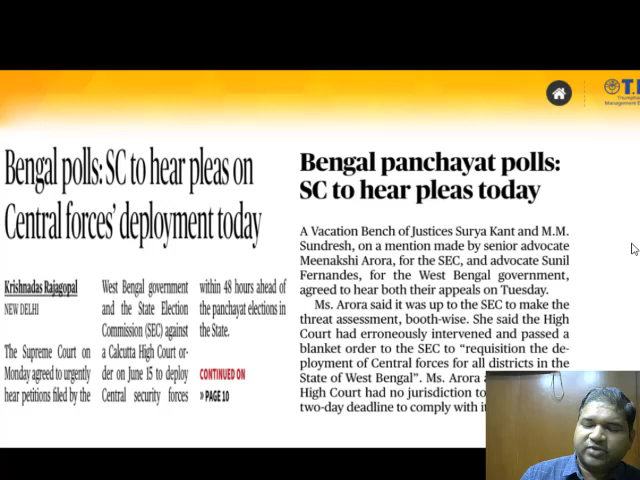 T.I
Bengal polls: SC to hear pleas on
Central forces' deployment today
Krishnadas Rajagopal
NEW DELHI
The Supreme Court on
Monday agreed to urgently
hear petitions filed by the
West Bengal government
and the State Election
Commission (SEC) against
a Calcutta High Court or-
der on June 15 to deploy
Central security forces
within 48 hours ahead of
the panchayat elections in
the State.
CONTINUED ON
» PAGE 10
Bengal panchayat polls:
SC to hear pleas today
A Vacation Bench of Justices Surya Kant and M.M.
Sundresh, on a mention made by senior advocate
Meenakshi Arora, for the SEC, and advocate Sunil
Fernandes, for the West Bengal government,
agreed to hear both their appeals on Tuesday.
Ms. Arora said it was up to the SEC to make the
threat assessment, booth-wise. She said the High
Court had erroneously intervened and passed a
blanket order to the SEC to “requisition the de-
ployment of Central forces for all districts in the
State of West Bengal”. Ms. Arora
High Court had no jurisdiction to
two-day deadline to comply with